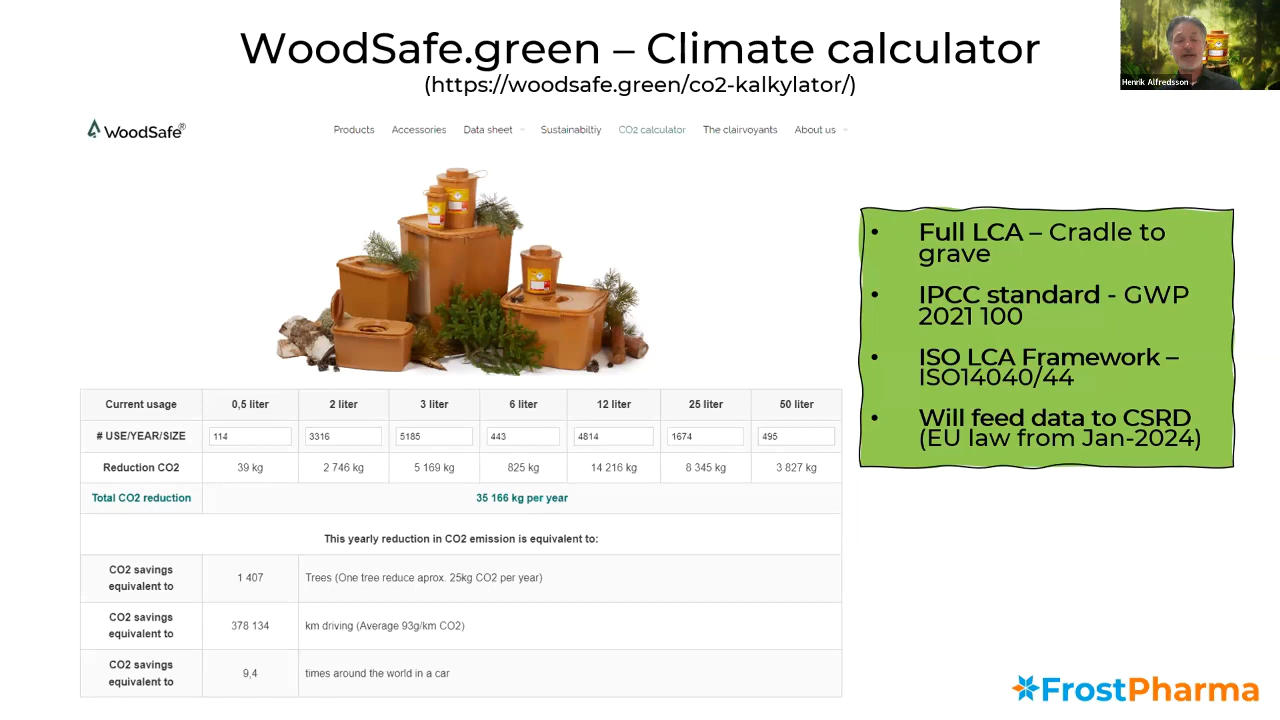 WoodSafe.green – Climate calculator
(https://woodsafe.green/co2-kalkylator/)
Henrik Alfredsson
WoodSafe®
Products Accessories Data sheet Sustainabiltiy CO2 calculator The clairvoyants About us
• Full LCA – Cradle to
grave
• IPCC standard - GWP
2021 100
• ISO LCA Framework –
ISO14040/44
• Will feed data to CSRD
(EU law from Jan-2024)
Current usage 0,5 liter 2 liter 3 liter 6 liter 12 liter 25 liter 50 liter
# USE/YEAR/SIZE 114 3316 5185 443 4814 1674 495
Reduction CO2 39 kg 2 746 kg 5 169 kg 825 kg 14 216 kg 8 345 kg 3 827 kg
Total CO2 reduction 35 166 kg per year
This yearly reduction in CO2 emission is equivalent to:
CO2 savings
equivalent to
1 407 Trees (One tree reduce aprox. 25kg CO2 per year)
CO2 savings
equivalent to
378 134 km driving (Average 93g/km CO2)
CO2 savings
equivalent to
9,4 times around the world in a car
FrostPharma